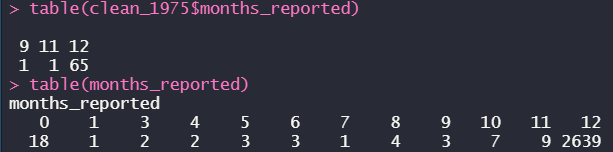 > table(clean_1975$months_reported)
9 11 12
1 1 65
> table(months_reported)
months_reported
0 1 3 4 5 6 7 8 9 10 11 12
18 1 2 2 3 3 1 4 3 7 9 2639